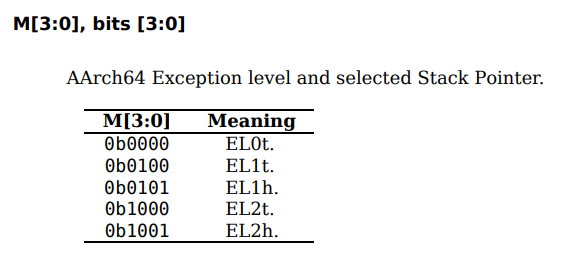 M[3:0], bits [3:0]
AArch64 Exception level and selected Stack Pointer.
M[3:0] Meaning
0b0000 EL0t.
0b0100 EL1t.
0b0101 EL1h.
0b1000 EL2t.
0b1001 EL2h.